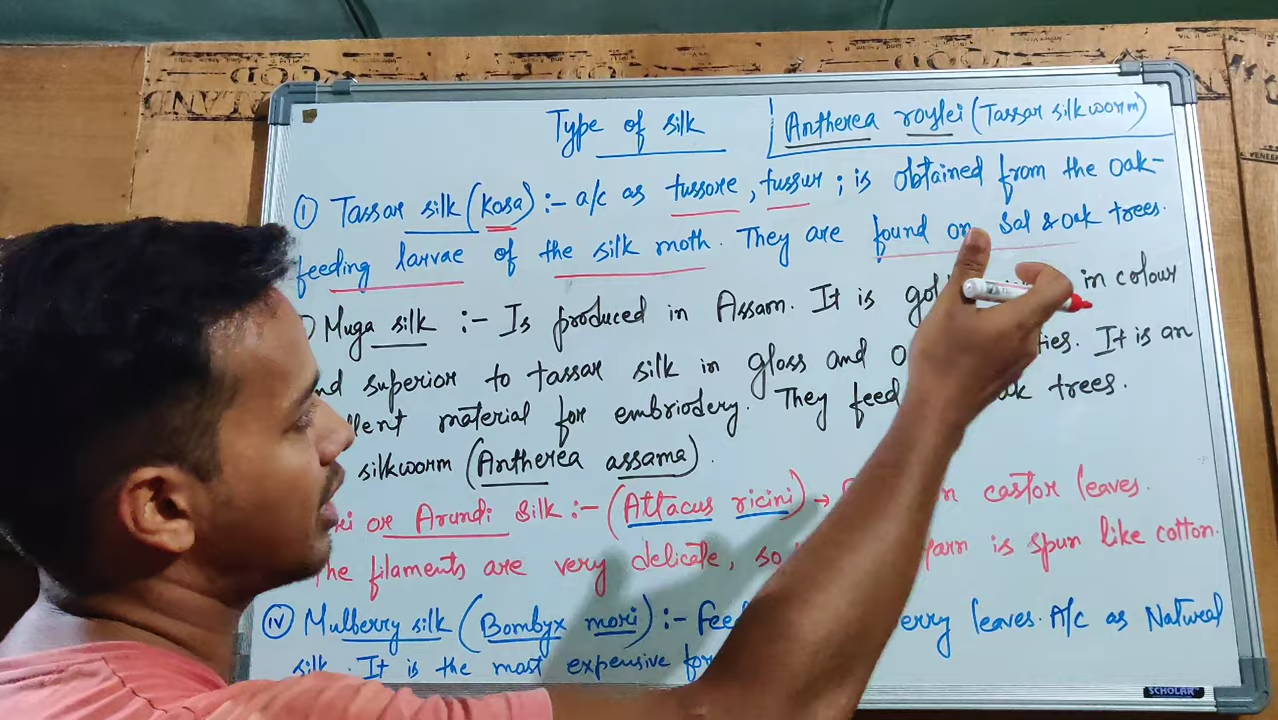 Type of silk
Antherea roylei (Tassar silkworm)
① Tassar silk (kosa) :- a/c as tussore, tussur ; is obtained from the oak-
feeding larvae of the silk moth. They are found on Sal & oak trees.
Muga silk :- Is produced in Assam. It is in colour
superior to tassar silk in gloss and It is an
material for embriodery. They feed trees.
silkworm (Antherea assama).
or Arundi silk :- (Attacus ricini) → castor leaves.
filaments are very delicate, so is spun like cotton.
iv Mulberry silk (Bombyx mori) :- leaves. A/c as Natural
silk. It is the most expensive
SCHOLAR